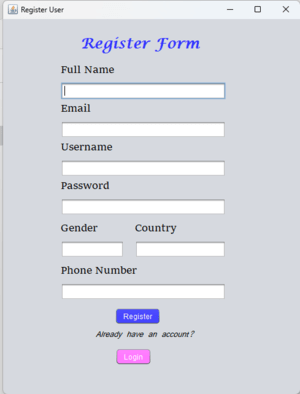 Register User
Register Form
Full Name
Email
Username
Password
Gender Country
Phone Number
Register
Already have an account?
Login